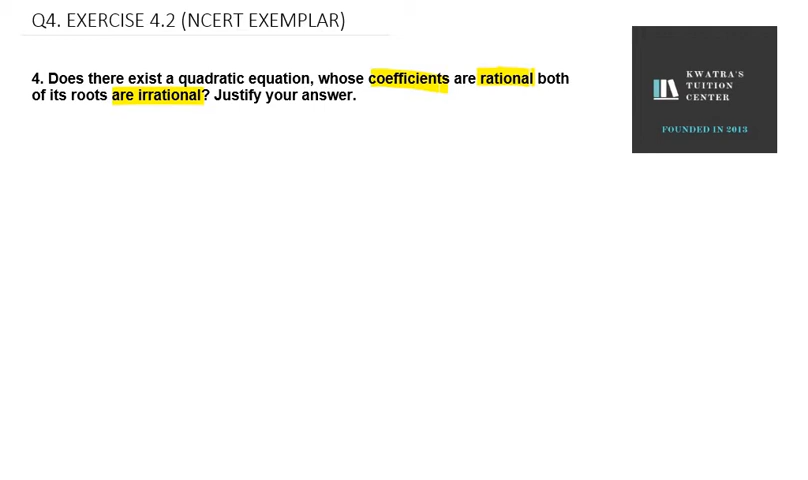 Q4. EXERCISE 4.2 (NCERT EXEMPLAR)
4. Does there exist a quadratic equation, whose coefficients are rational both
of its roots are irrational? Justify your answer.
KWATRA'S
TUITION
CENTER
FOUNDED IN 2013